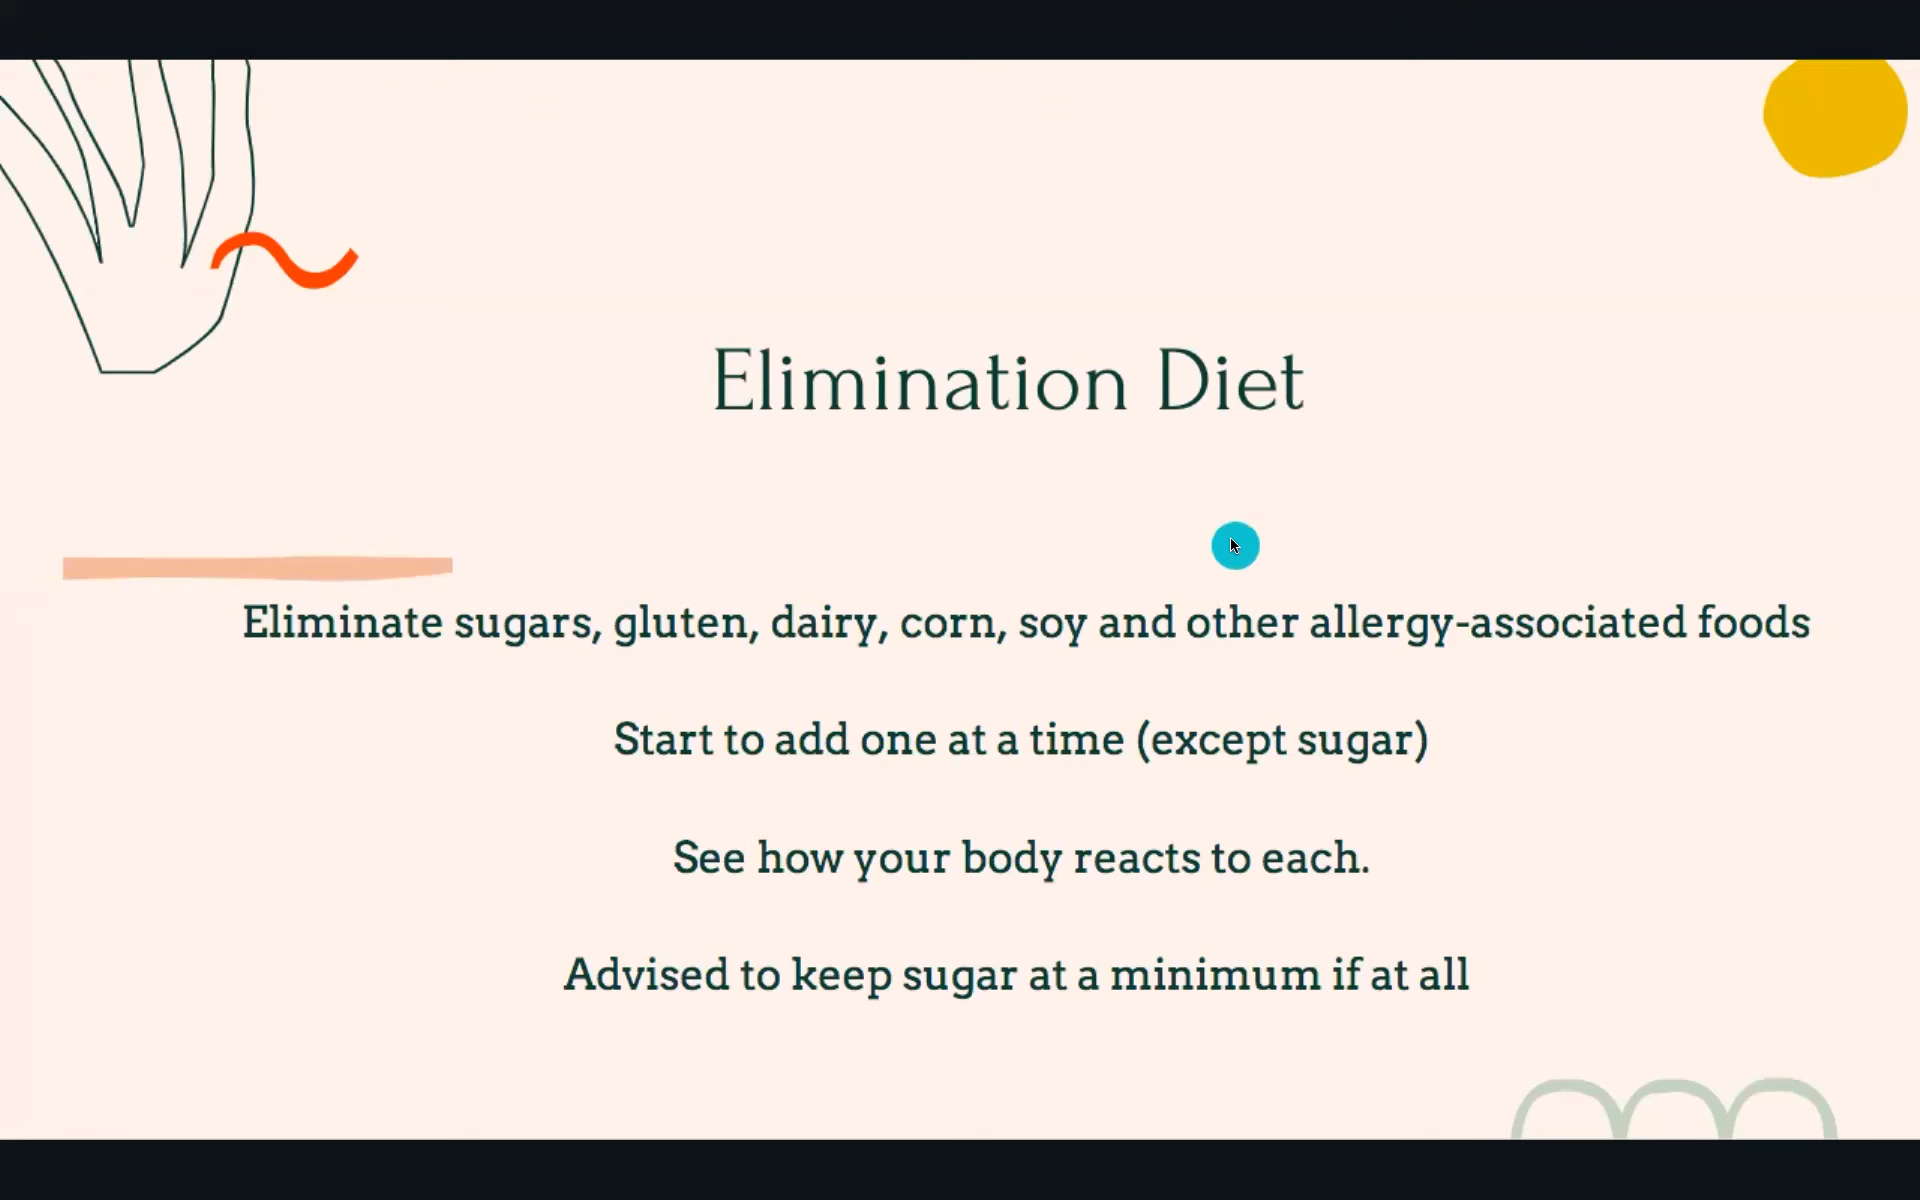 Elimination Diet
Eliminate sugars, gluten, dairy, corn, soy and other allergy-associated foods
Start to add one at a time (except sugar)
See how your body reacts to each.
Advised to keep sugar at a minimum if at all